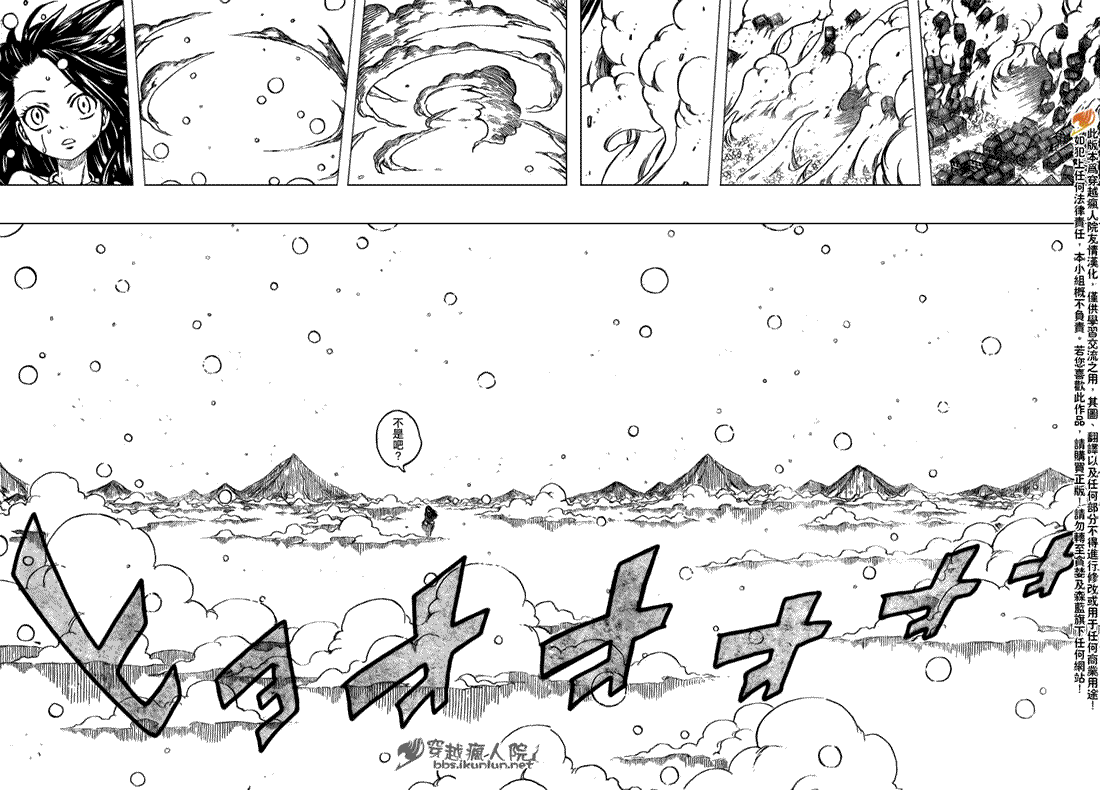 不是吧？
ヒョオオオオオ
此版本爲穿越瘋人院友情漢化，僅供學習交流之用，其圖、翻譯以及任何部分不得進行修改或用于任何商業用途！
如犯上任何法律責任，本小組概不負責。若您喜歡此作品，請購買正版！請勿轉至貪婪及森藍旗下任何網站！
穿越瘋人院
bbs.ikunlun.net